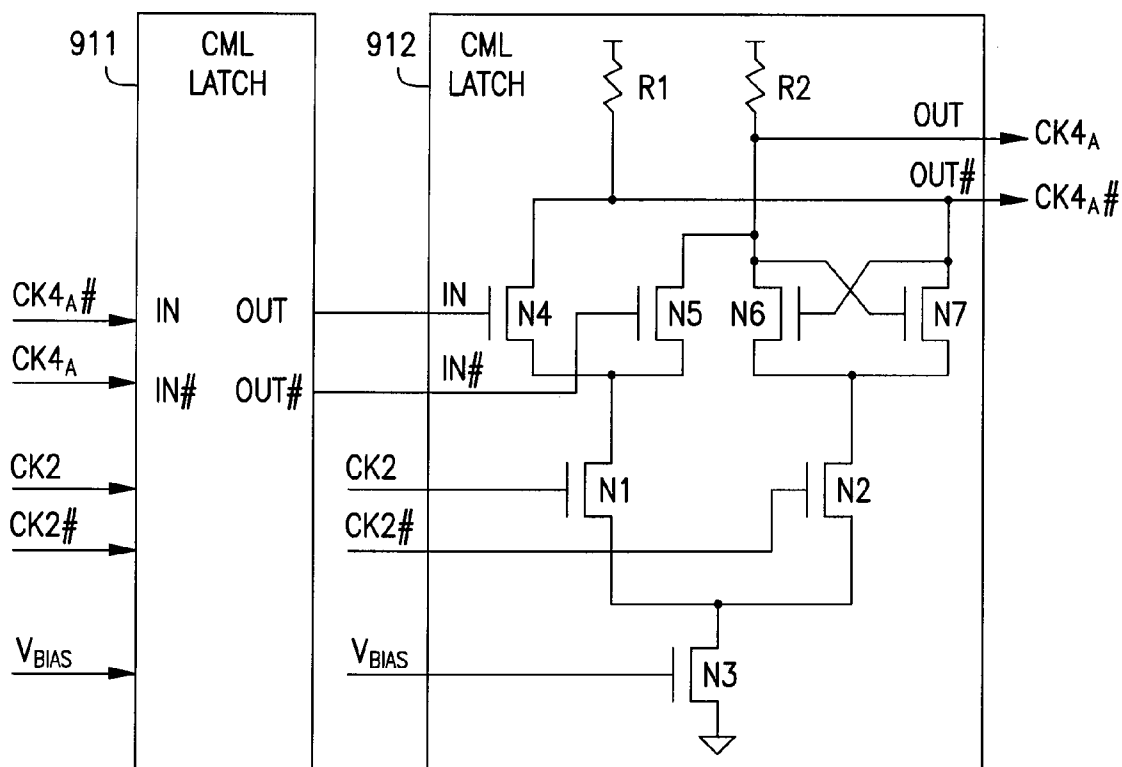 911
CML
LATCH
912
CML
LATCH
R1
R2
OUT
CK4A
OUT#
CK4A#
CK4A#
IN
OUT
IN
N4
N5
N6
N7
CK4A
IN#
OUT#
IN#
CK2
CK2
N1
N2
CK2#
CK2#
VBIAS
VBIAS
N3